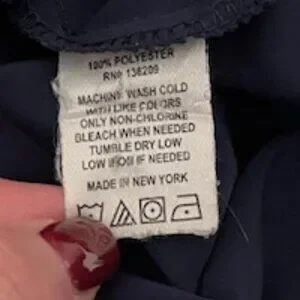 100% POLYESTER
RN# 138209
MACHINE WASH COLD
WITH LIKE COLORS
ONLY NON-CHLORINE
BLEACH WHEN NEEDED
TUMBLE DRY LOW
LOW IRON IF NEEDED
MADE IN NEW YORK